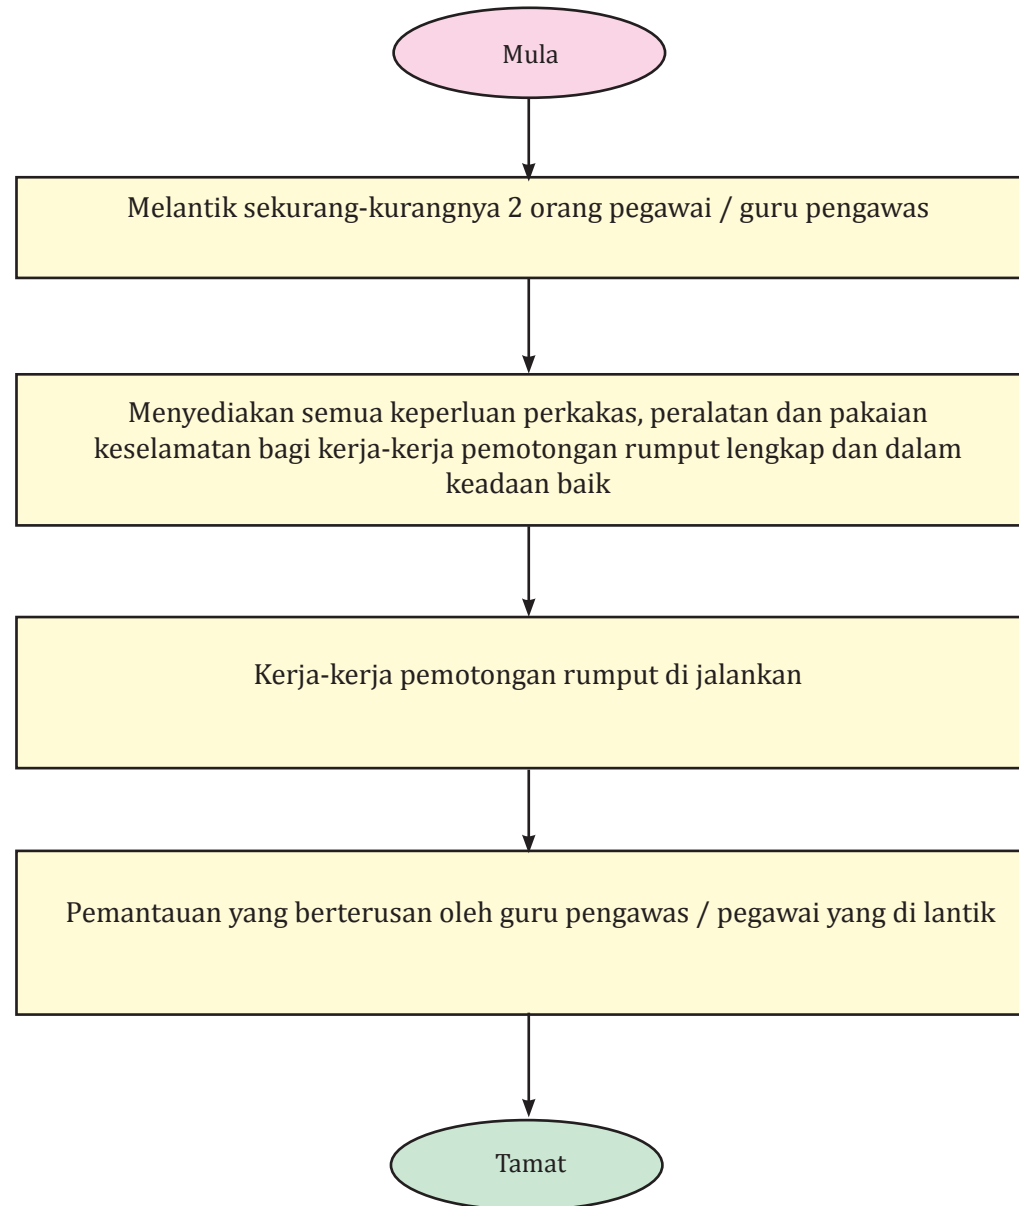 Mula
Melantik sekurang-kurangnya 2 orang pegawai / guru pengawas
Menyediakan semua keperluan perkakas, peralatan dan pakaian
keselamatan bagi kerja-kerja pemotongan rumput lengkap dan dalam
keadaan baik
Kerja-kerja pemotongan rumput di jalankan
Pemantauan yang berterusan oleh guru pengawas / pegawai yang di lantik
Tamat